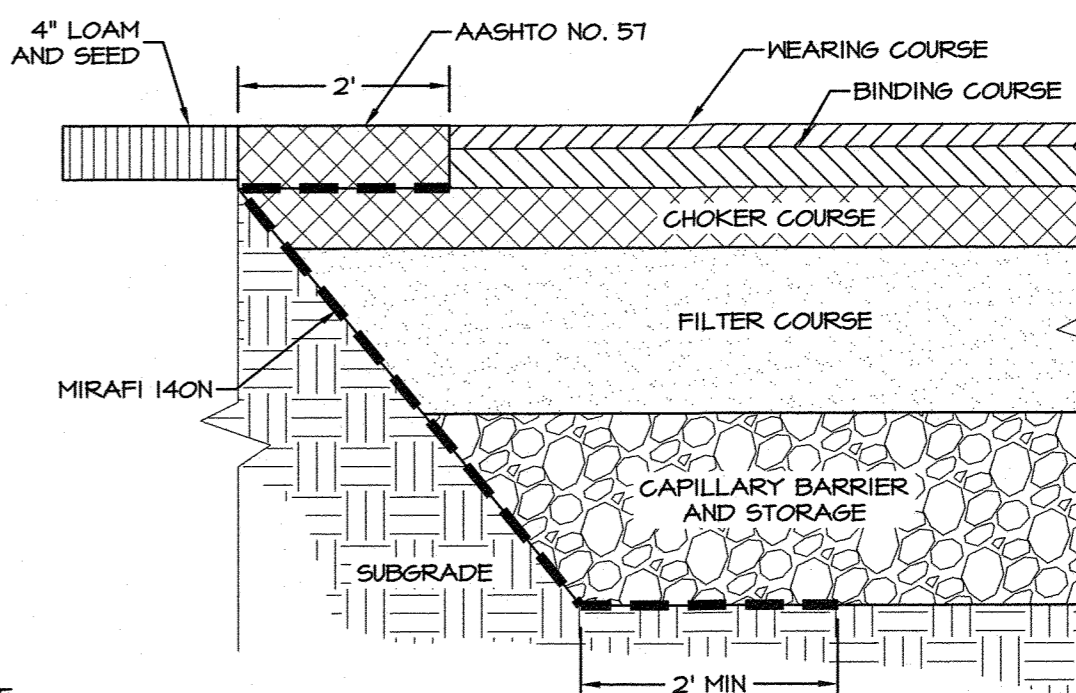 4" LOAM
AND SEED
AASHTO NO. 57
WEARING COURSE
2'
BINDING COURSE
CHOKER COURSE
FILTER COURSE
MIRAFI 140N
CAPILLARY BARRIER
AND STORAGE
SUBGRADE
2' MIN